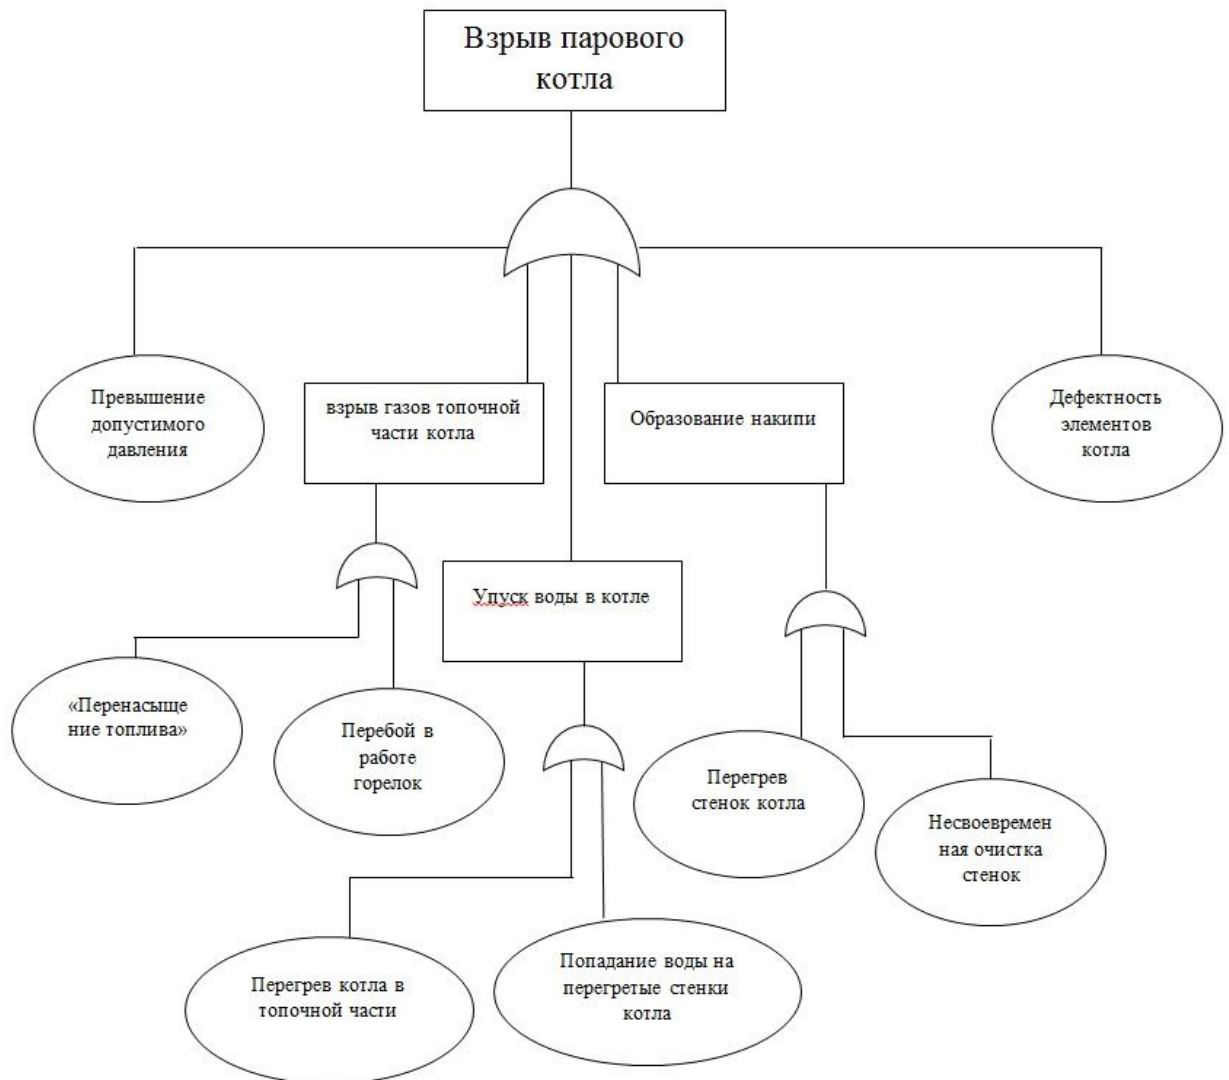 Взрыв парового
котла
Превышение
допустимого
давления
взрыв газов топочной
части котла
Образование накипи
Дефектность
элементов
котла
Упуск воды в котле
«Перенасыще
ние топлива»
Перебой в
работе
горелок
Перегрев
стенок котла
Несвоевремен
ная очистка
стенок
Перегрев котла в
топочной части
Попадание воды на
перегретые стенки
котла